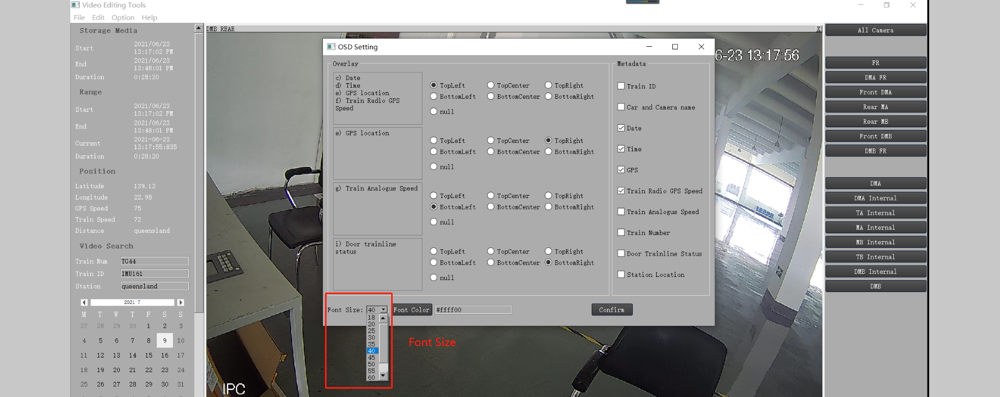 Video Editing Tools
File Edit Option Help
Storage Media
Start 2021/06/23 13:17:02 PM
End 2021/06/23 13:48:01 PM
Duration 0:28:20
Range
Start 2021/06/23 13:17:02 PM
End 2021/06/23 13:48:01 PM
Current 2021-06-23 13:17:55:835
Duration 0:28:20
Position
Latitude 139.12
Longitude 22.98
GPS Speed 75
Train Speed 72
Distance queensland
Video Search
Train Num TG44
Train ID IMU161
Station queensland
2021 7
M T W T F S S
27 28 29 30 1 2 3
4 5 6 7 8 9 10
11 12 13 14 15 16 17
18 19 20 21 22 23 24
25 26 27 28 29 30 31
DMB REAR X
6-23 13:17:56
IPC
OSD Setting
Overlay
c) Date
d) Time
e) GPS location
f) Train Radio GPS
Speed
TopLeft TopCenter TopRight
BottomLeft BottomCenter BottomRight
null
e) GPS location
TopLeft TopCenter TopRight
BottomLeft BottomCenter BottomRight
null
g) Train Analogue Speed
TopLeft TopCenter TopRight
BottomLeft BottomCenter BottomRight
null
i) Door trainline
status
TopLeft TopCenter TopRight
BottomLeft BottomCenter BottomRight
null
Metadata
Train ID
Car and Camera name
Date
Time
GPS
Train Radio GPS Speed
Train Analogue Speed
Train Number
Door Trainline Status
Station Location
Font Size: 40 Font Color #ffff00 Confirm
18
20
25
30
35
40
45
50
55
60
Font Size
All Camera
FR
DMA FR
Front DMA
Rear MA
Rear MB
Front DMB
DMB FR
DMA
DMA Internal
TA Internal
MA Internal
MB Internal
TB Internal
DMB Internal
DMB